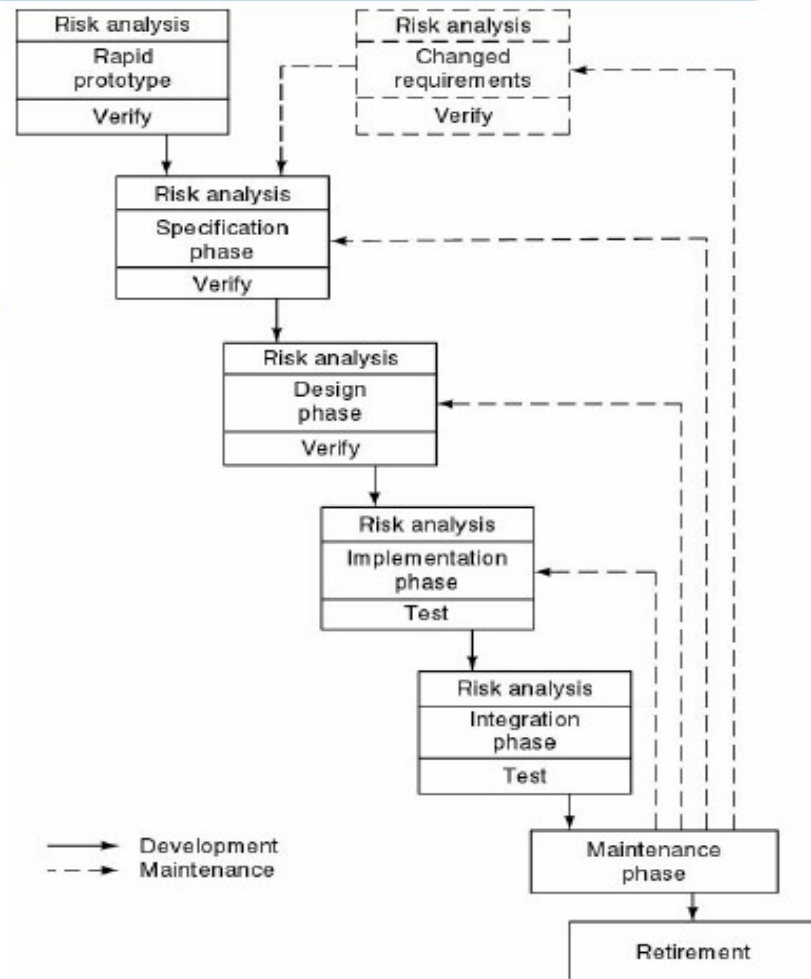 Risk analysis
Rapid
prototype
Verify
Risk analysis
Changed
requirements
Verify
Risk analysis
Specification
phase
Verify
Risk analysis
Design
phase
Verify
Risk analysis
Implementation
phase
Test
Risk analysis
Integration
phase
Test
Development
Maintenance
Maintenance
phase
Retirement